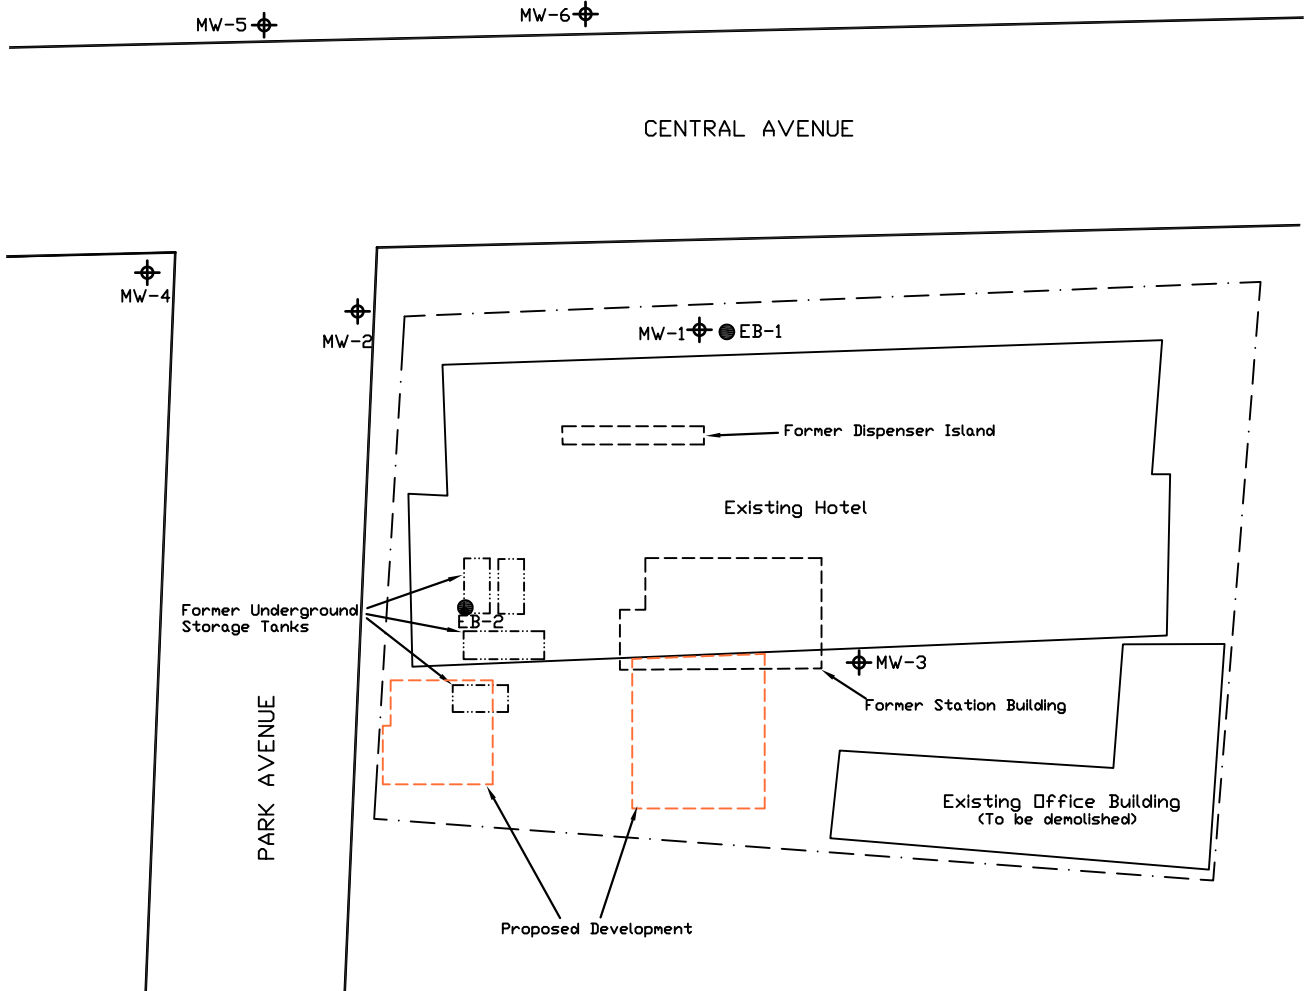 MW-5
MW-6
CENTRAL AVENUE
MW-4
MW-2
MW-1
EB-1
Former Dispenser Island
Existing Hotel
Former Underground
Storage Tanks
EB-2
MW-3
Former Station Building
PARK AVENUE
Existing Office Building
(To be demolished)
Proposed Development